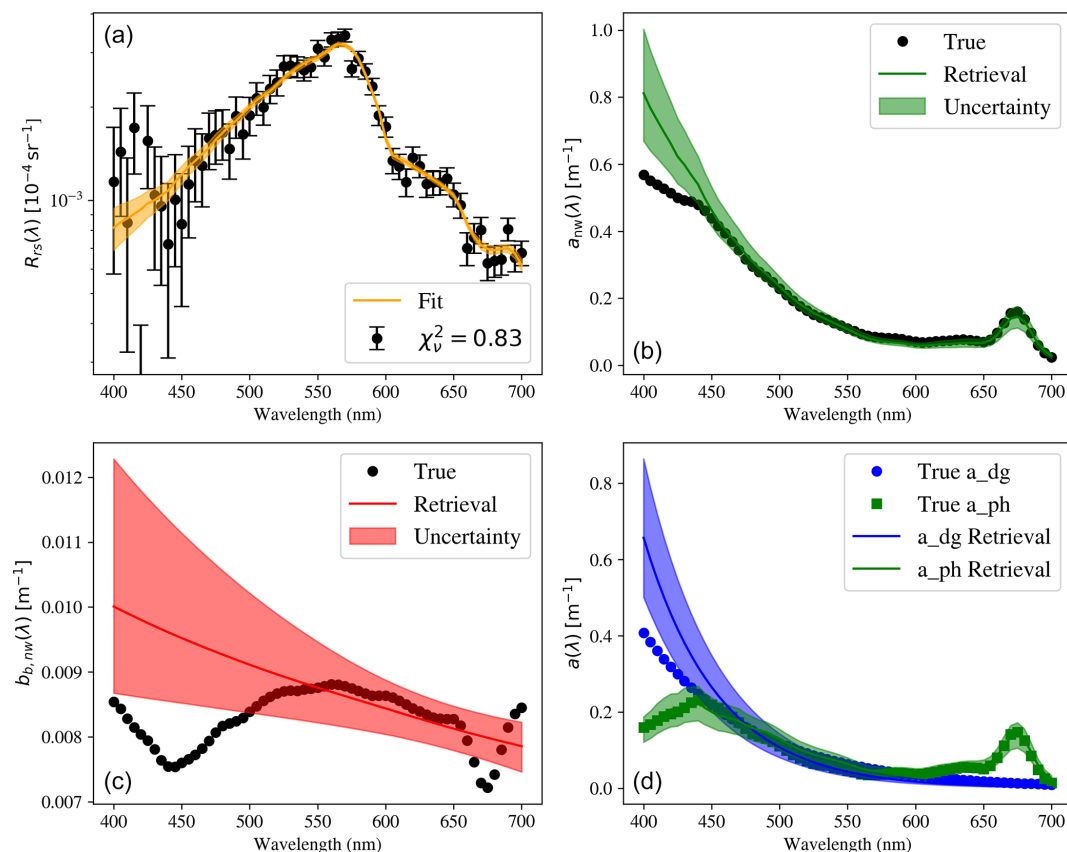 (a)
10⁻³
R_rs(λ) [10⁻⁴ sr⁻¹]
Fit
χ²_ν = 0.83
400 450 500 550 600 650 700
Wavelength (nm)
(b)
1.0
0.8
0.6
0.4
0.2
0.0
a_nw(λ) [m⁻¹]
True
Retrieval
Uncertainty
400 450 500 550 600 650 700
Wavelength (nm)
(c)
0.012
0.011
0.010
0.009
0.008
0.007
b_b,nw(λ) [m⁻¹]
True
Retrieval
Uncertainty
400 450 500 550 600 650 700
Wavelength (nm)
(d)
0.8
0.6
0.4
0.2
0.0
a(λ) [m⁻¹]
True a_dg
True a_ph
a_dg Retrieval
a_ph Retrieval
400 450 500 550 600 650 700
Wavelength (nm)